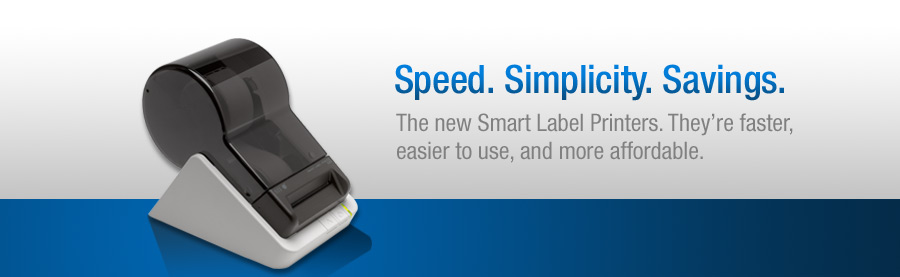 Speed. Simplicity. Savings.
The new Smart Label Printers. They’re faster,
easier to use, and more affordable.